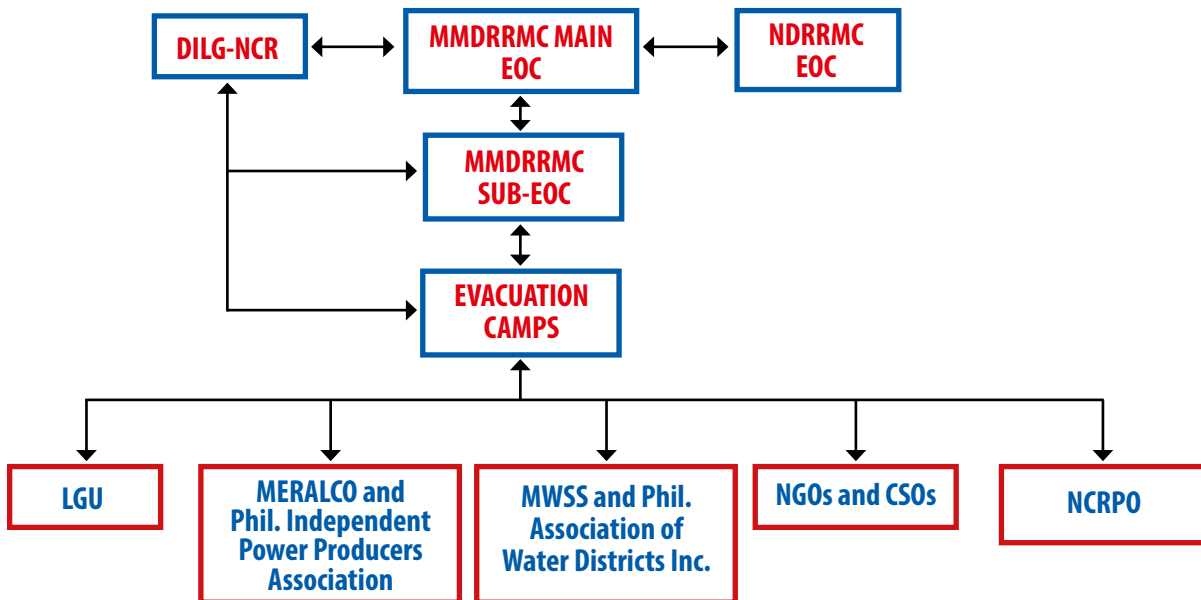 DILG-NCR
MMDRRMC MAIN
EOC
NDRRMC
EOC
MMDRRMC
SUB-EOC
EVACUATION
CAMPS
LGU
MERALCO and
Phil. Independent
Power Producers
Association
MWSS and Phil.
Association of
Water Districts Inc.
NGOs and CSOs
NCRPO